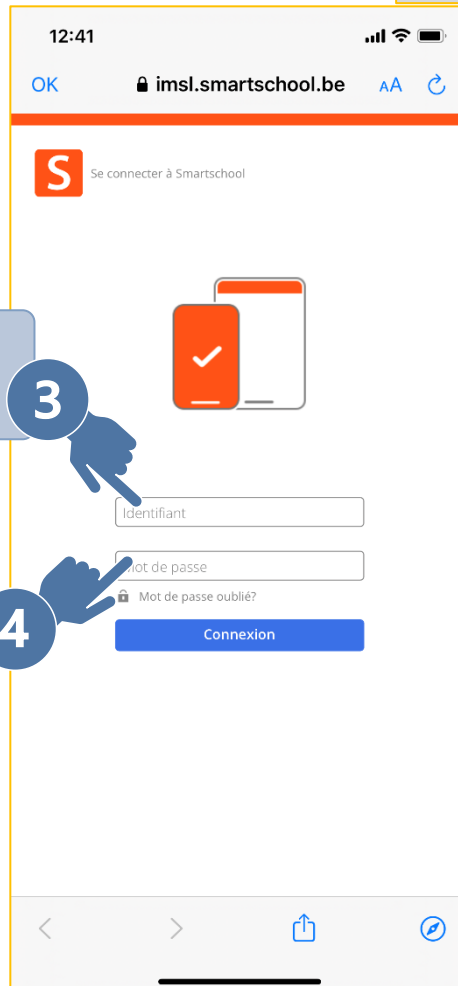 12:41
OK imsl.smartschool.be AA
S Se connecter à Smartschool
3
Identifiant
Mot de passe
4
Mot de passe oublié?
Connexion